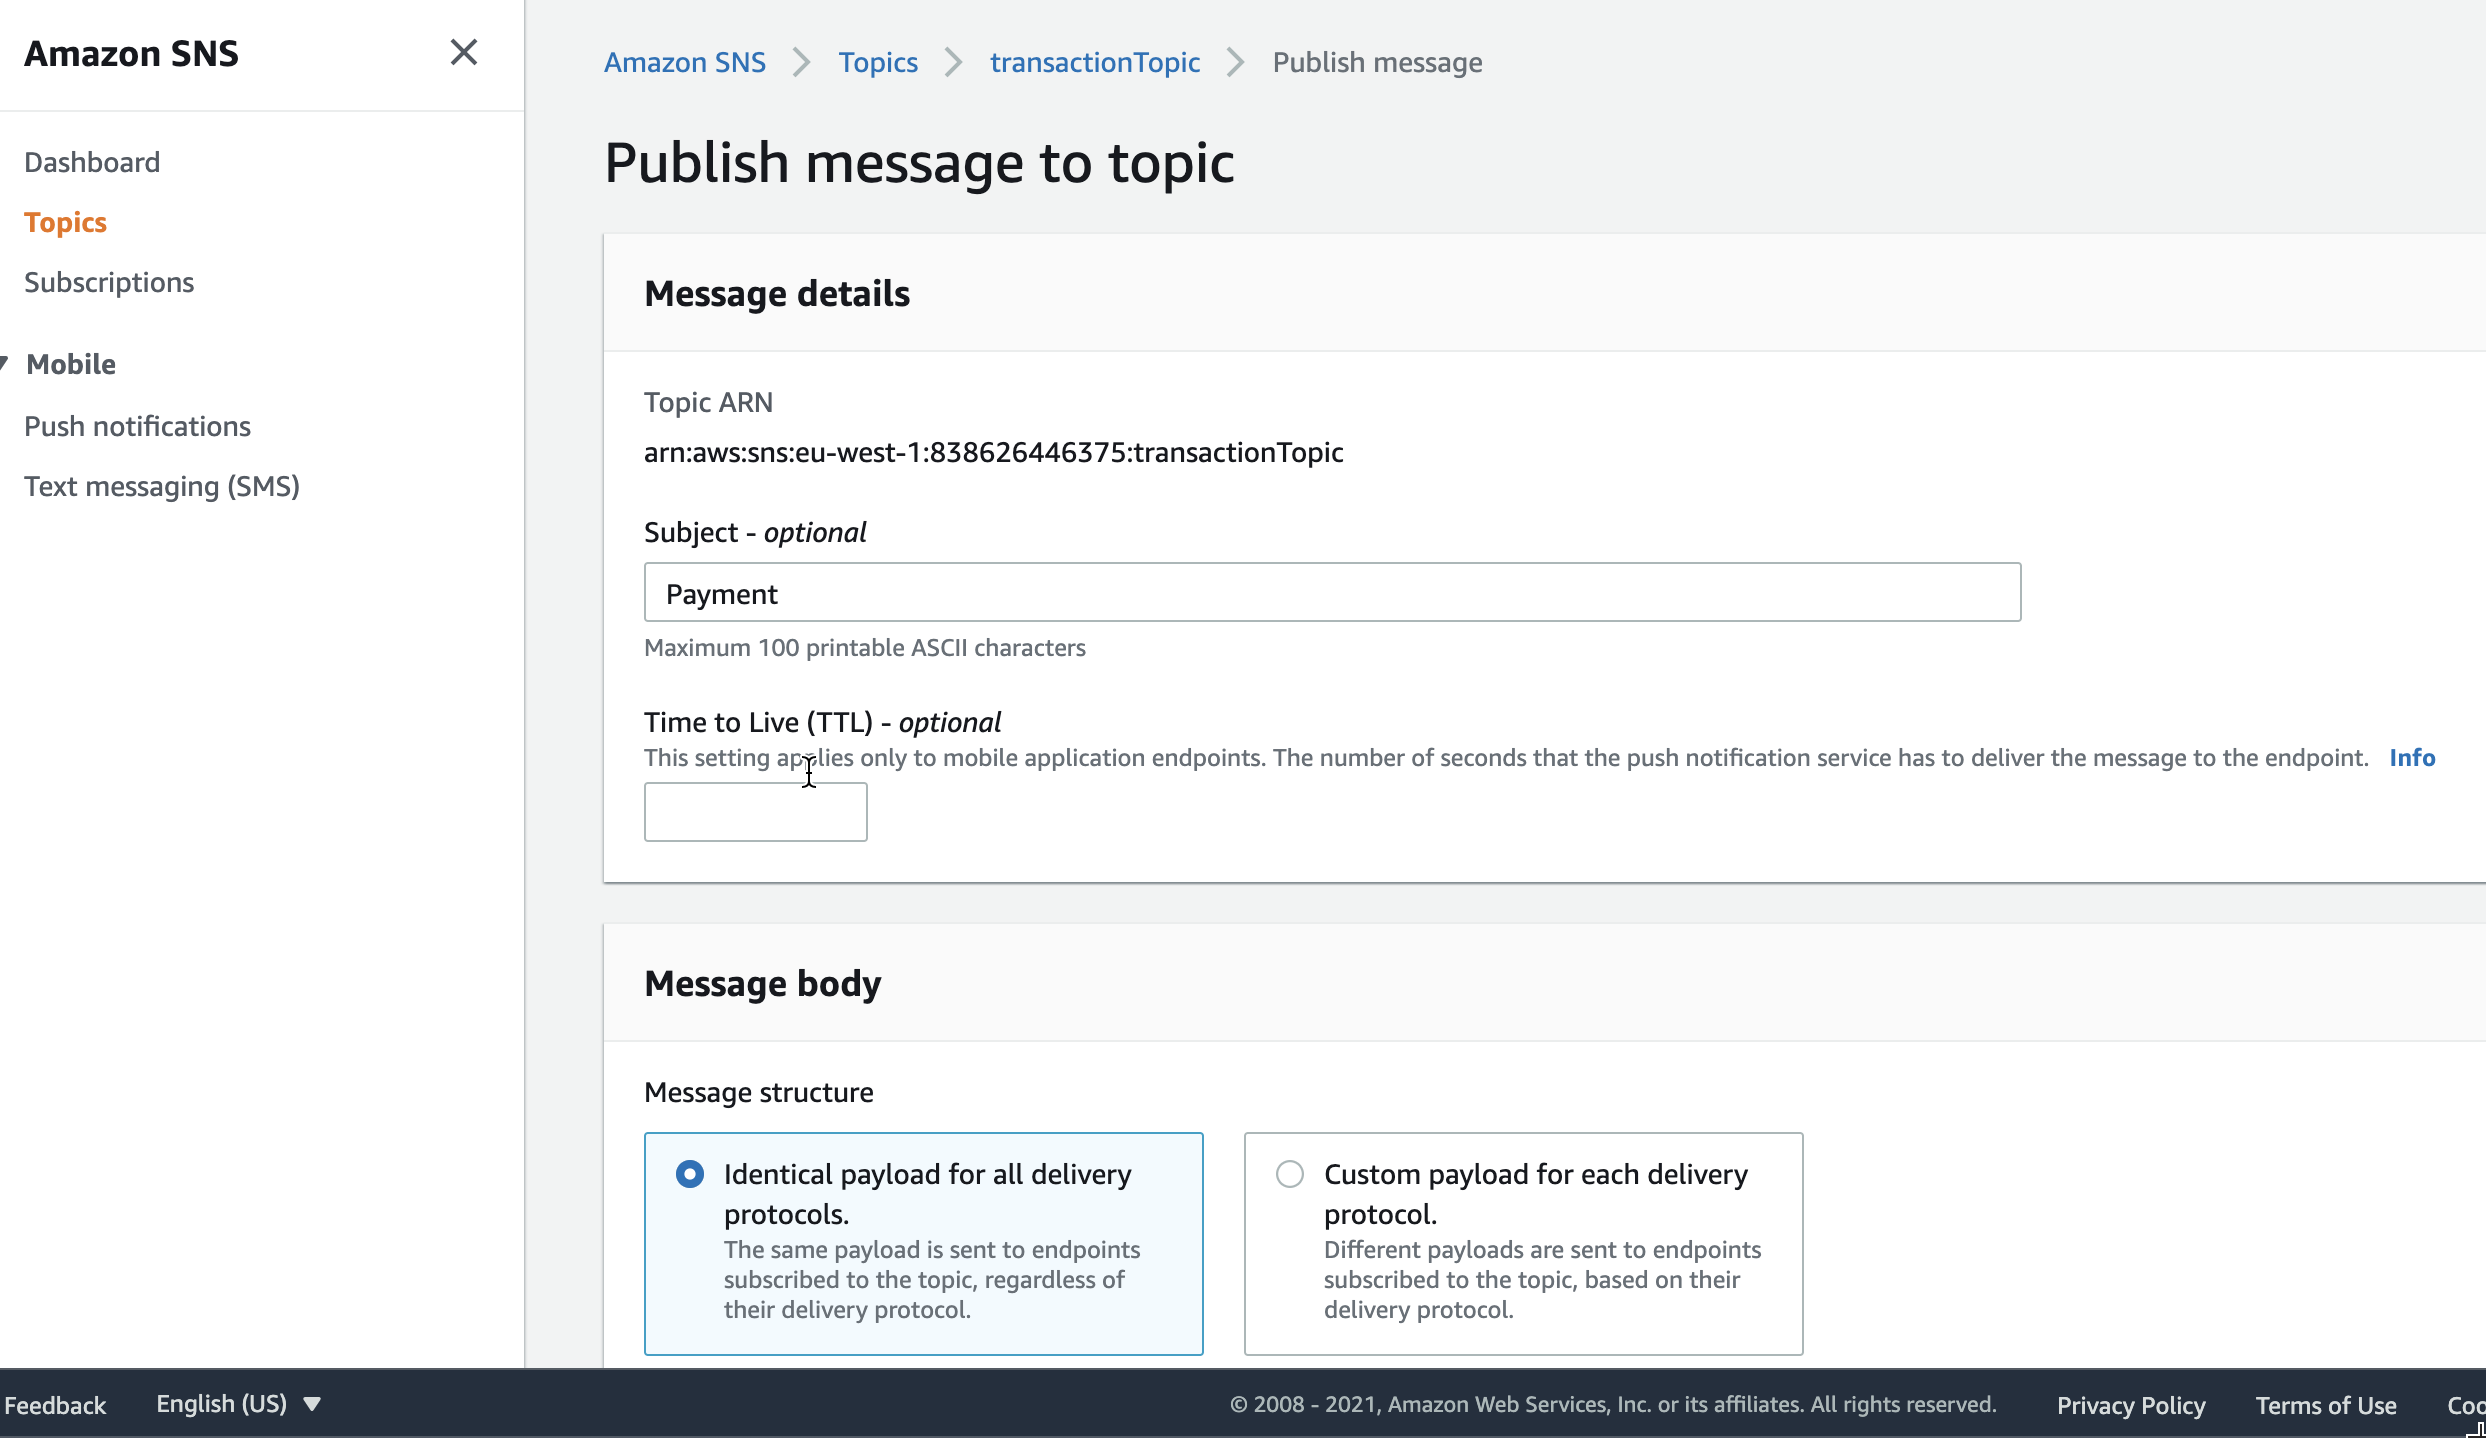 Amazon SNS
Dashboard
Topics
Subscriptions
Mobile
Push notifications
Text messaging (SMS)
Amazon SNS
Topics
transactionTopic
Publish message
Publish message to topic
Message details
Topic ARN
arn:aws:sns:eu-west-1:838626446375:transactionTopic
Subject - optional
Payment
Maximum 100 printable ASCII characters
Time to Live (TTL) - optional
This setting applies only to mobile application endpoints. The number of seconds that the push notification service has to deliver the message to the endpoint. Info
Message body
Message structure
Identical payload for all delivery
protocols.
The same payload is sent to endpoints
subscribed to the topic, regardless of
their delivery protocol.
Custom payload for each delivery
protocol.
Different payloads are sent to endpoints
subscribed to the topic, based on their
delivery protocol.
Feedback
English (US)
© 2008 - 2021, Amazon Web Services, Inc. or its affiliates. All rights reserved.
Privacy Policy
Terms of Use